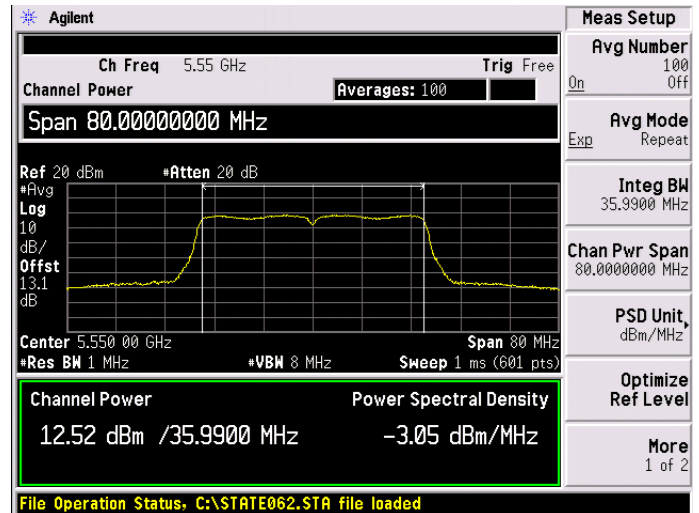 Agilent
Meas Setup
Ch Freq 5.55 GHz Trig Free
Channel Power Averages: 100
Span 80.00000000 MHz
Ref 20 dBm #Atten 20 dB
#Avg
Log
10
dB/
Offst
13.1
dB
Center 5.550 00 GHz Span 80 MHz
#Res BW 1 MHz #VBW 8 MHz Sweep 1 ms (601 pts)
Channel Power Power Spectral Density
12.52 dBm /35.9900 MHz -3.05 dBm/MHz
File Operation Status, C:\STATE062.STA file loaded
Avg Number
100
On Off
Avg Mode
Exp Repeat
Integ BW
35.9900 MHz
Chan Pwr Span
80.0000000 MHz
PSD Unit
dBm/MHz
Optimize
Ref Level
More
1 of 2